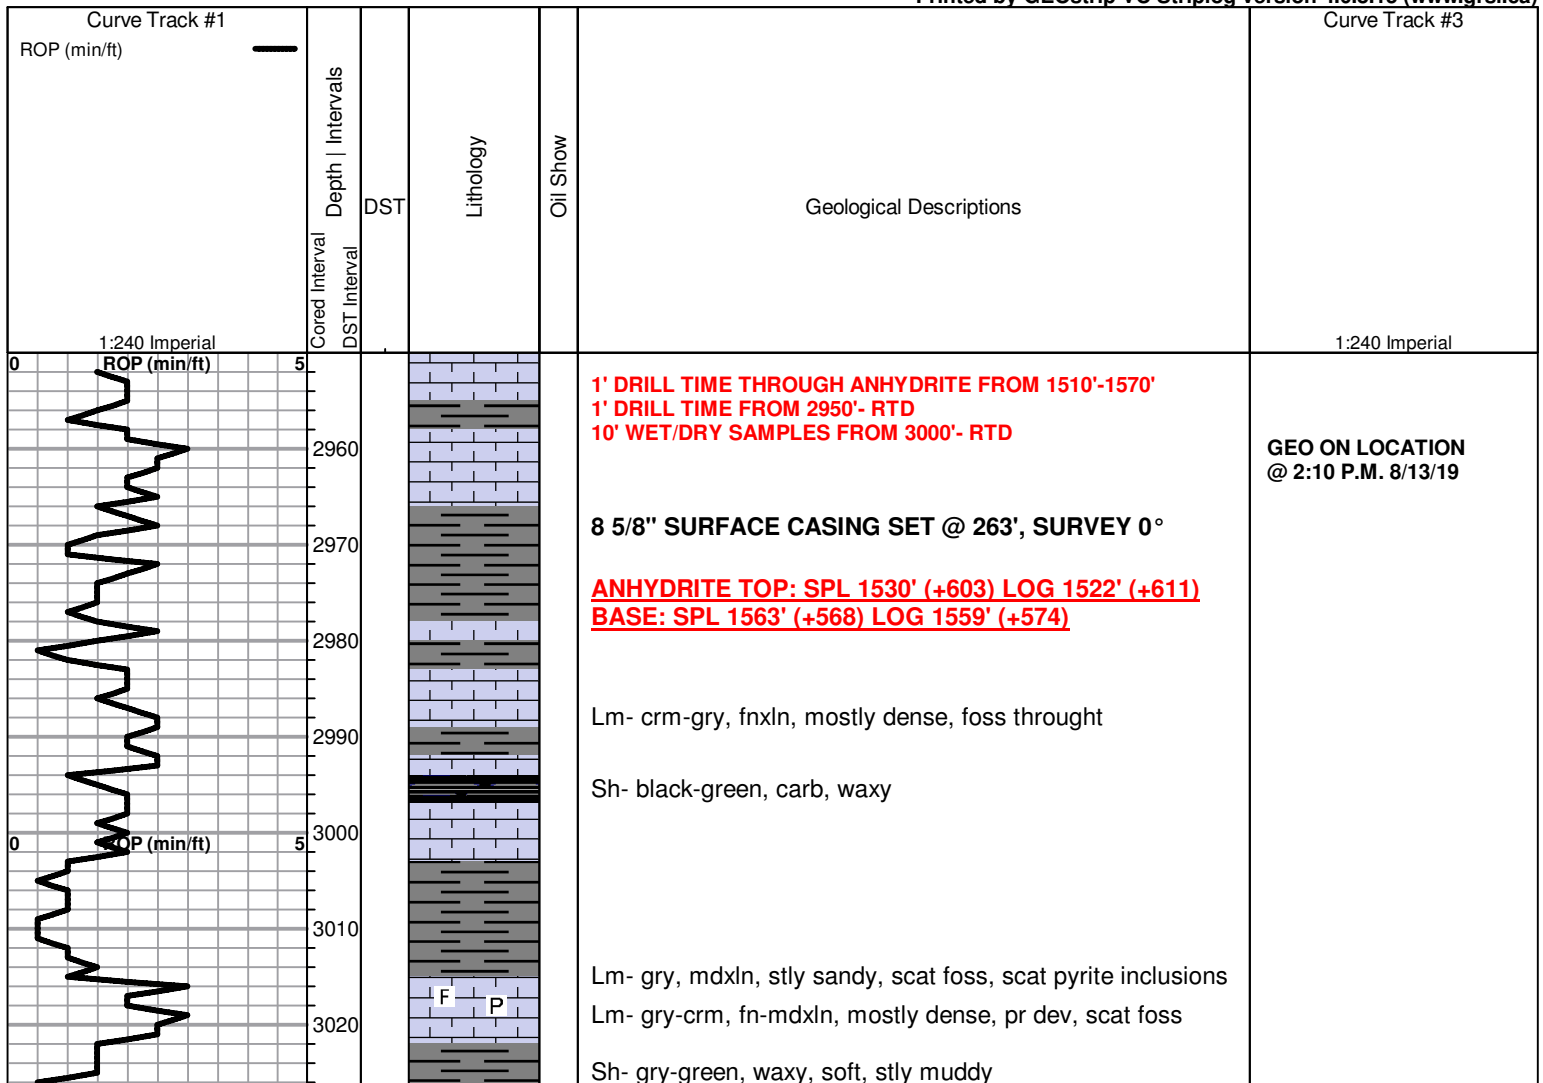 Printed by GEOstrip VC Striplog version
Curve Track #1
Curve Track #3
ROP (min/ft)
Cored Interval
Depth | Intervals
DST Interval
DST
Lithology
Oil Show
Geological Descriptions
1:240 Imperial
1:240 Imperial
0 ROP (min/ft) 5
1' DRILL TIME THROUGH ANHYDRITE FROM 1510'-1570'
1' DRILL TIME FROM 2950'- RTD
10' WET/DRY SAMPLES FROM 3000'- RTD
2960
GEO ON LOCATION
@ 2:10 P.M. 8/13/19
8 5/8" SURFACE CASING SET @ 263', SURVEY 0°
2970
ANHYDRITE TOP: SPL 1530' (+603) LOG 1522' (+611)
BASE: SPL 1563' (+568) LOG 1559' (+574)
2980
Lm- crm-gry, fnxln, mostly dense, foss throught
2990
Sh- black-green, carb, waxy
3000
0 ROP (min/ft) 5
3010
Lm- gry, mdxln, stly sandy, scat foss, scat pyrite inclusions
F P
Lm- gry-crm, fn-mdxln, mostly dense, pr dev, scat foss
3020
Sh- gry-green, waxy, soft, stly muddy